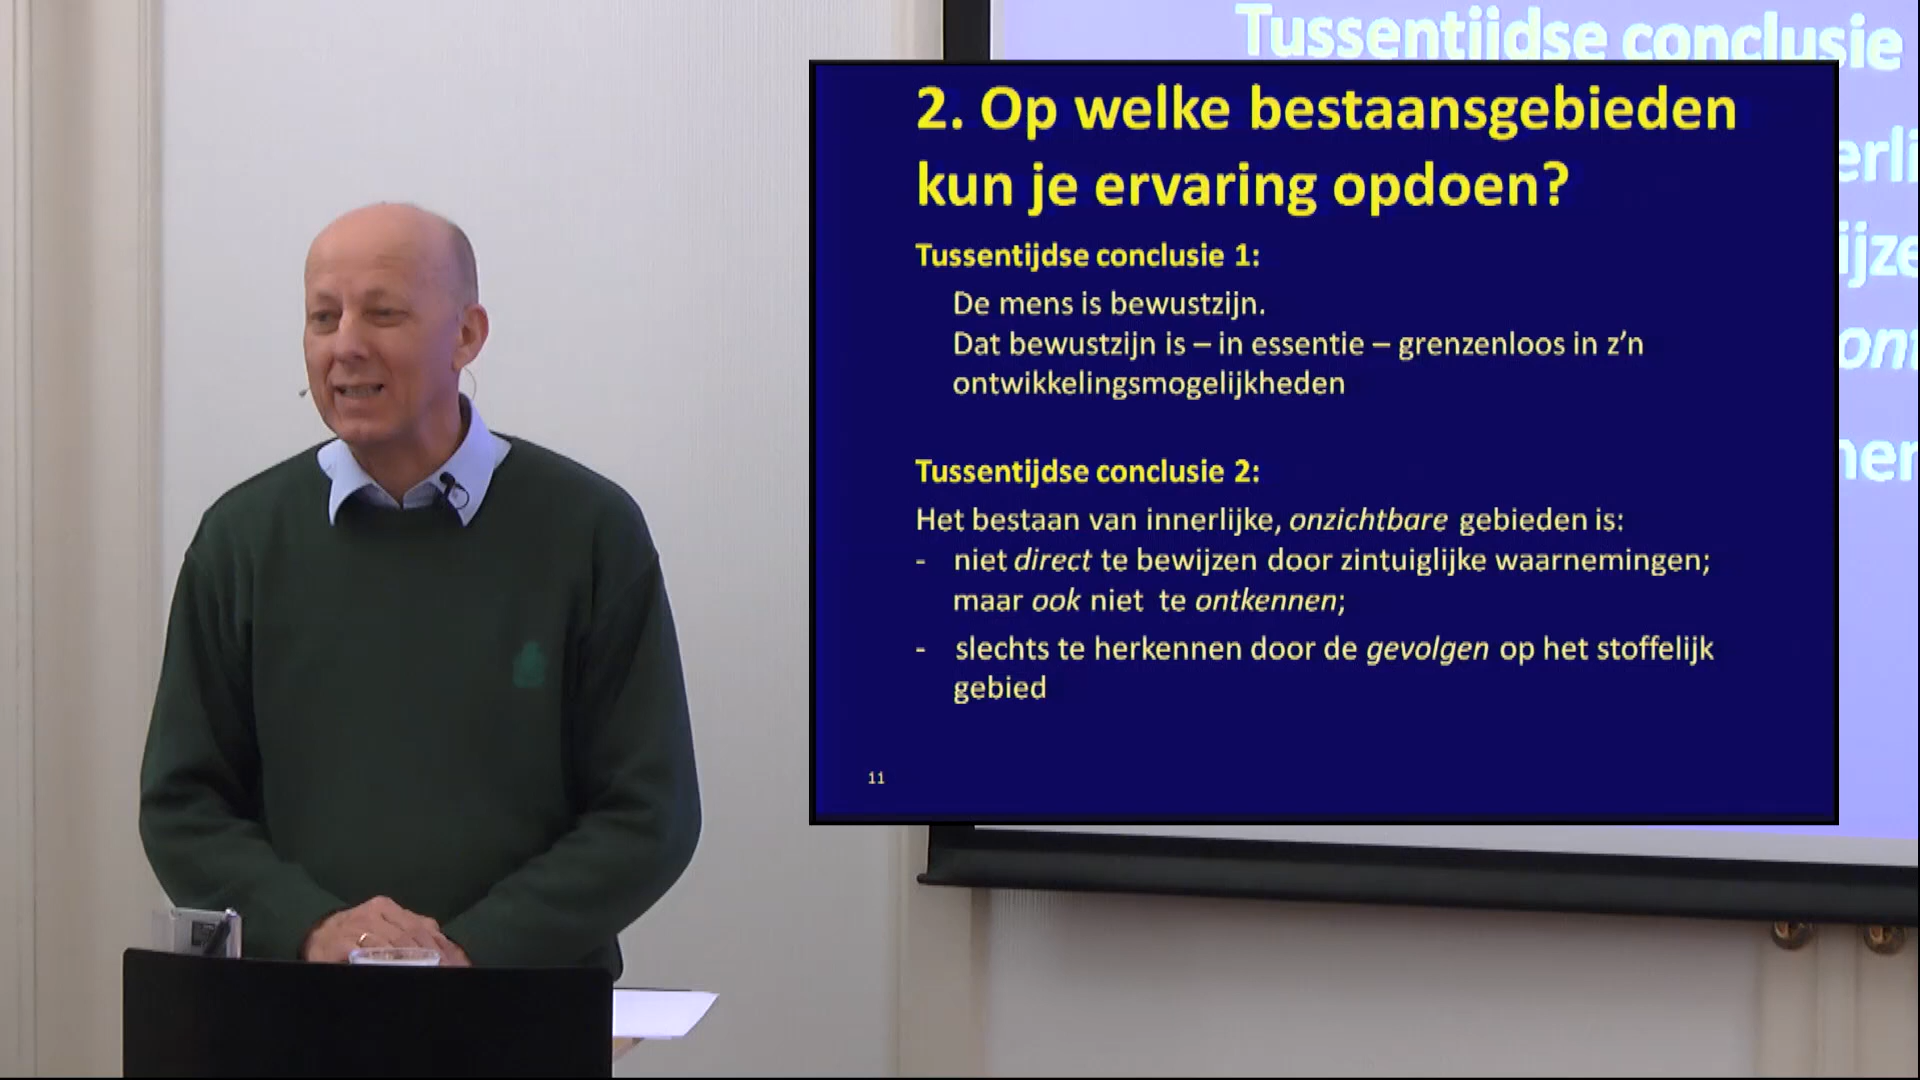 Tussentijdse conclusie
2. Op welke bestaansgebieden
kun je ervaring opdoen?
Tussentijdse conclusie 1:
De mens is bewustzijn.
Dat bewustzijn is – in essentie – grenzenloos in z’n
ontwikkelingsmogelijkheden
Tussentijdse conclusie 2:
Het bestaan van innerlijke, onzichtbare gebieden is:
- niet direct te bewijzen door zintuiglijke waarnemingen;
maar ook niet te ontkennen;
- slechts te herkennen door de gevolgen op het stoffelijk
gebied
11